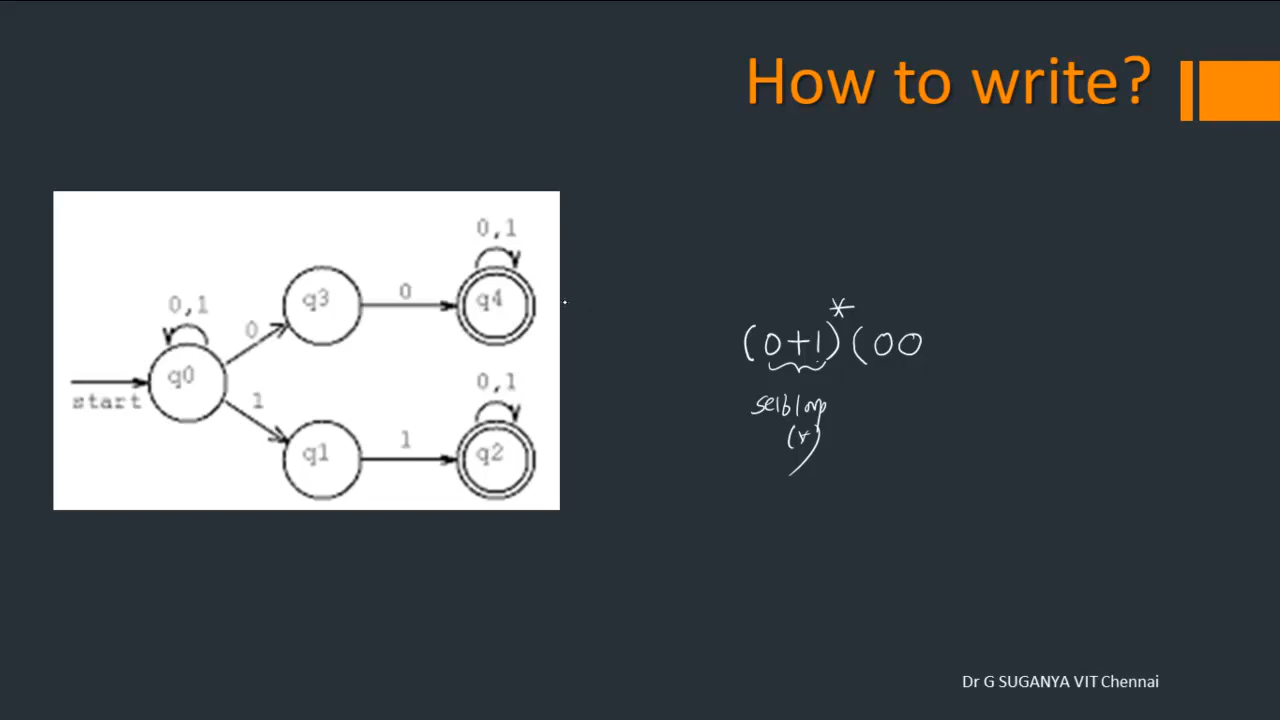 How to write?
0,1
q3
0
q4
0,1
0
q0
start
1
0,1
q1
1
q2
(0+1)* (00
selb loop
(*)
Dr G SUGANYA VIT Chennai